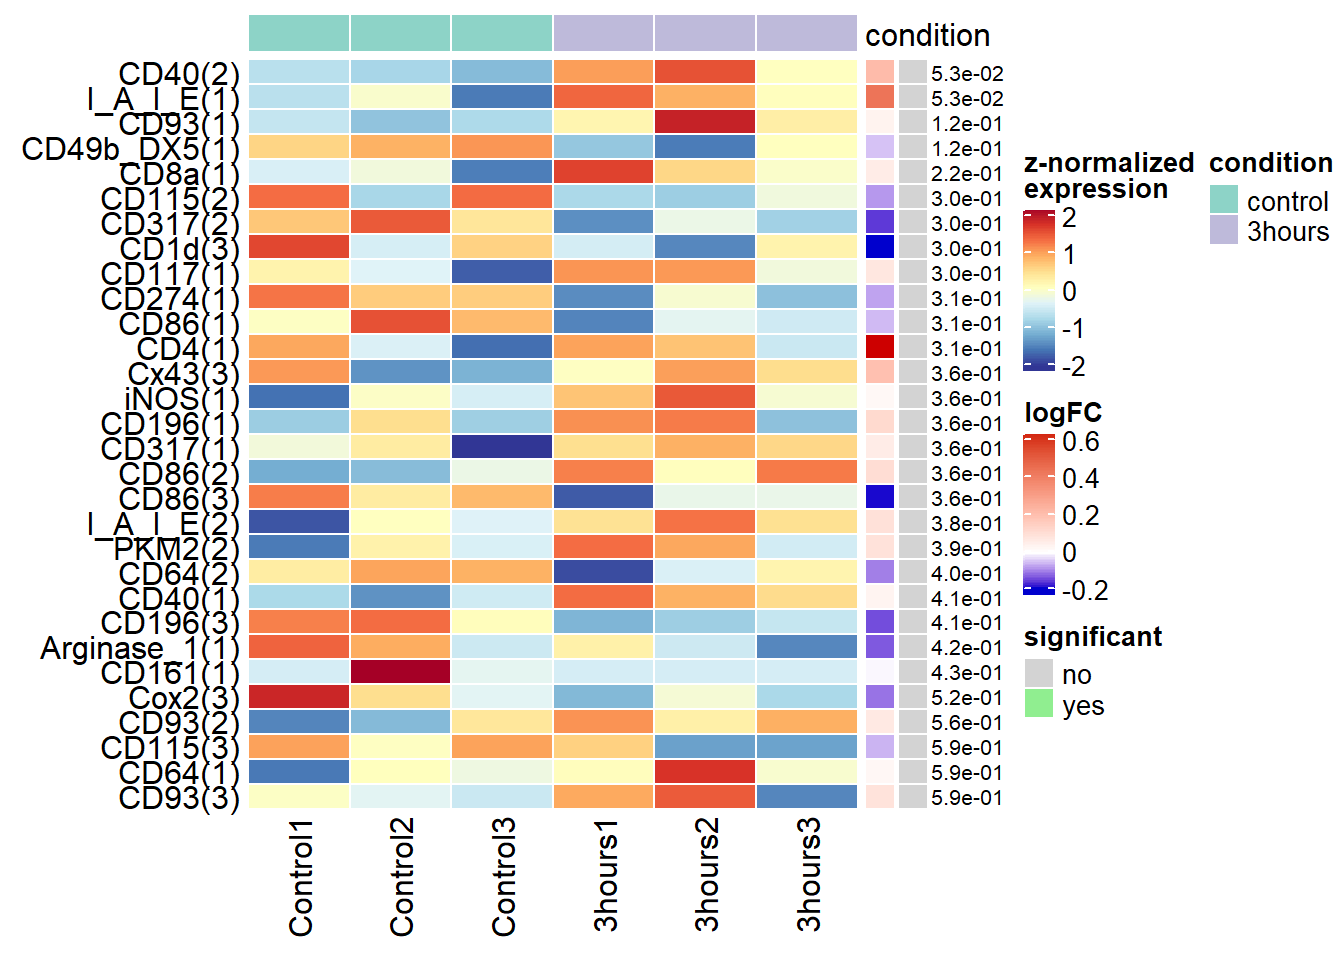 condition
CD40(2) 5.3e-02
I_A_I_E(1) 5.3e-02
CD93(1) 1.2e-01
CD49b_DX5(1) 1.2e-01
CD8a(1) 2.2e-01
CD115(2) 3.0e-01
CD317(2) 3.0e-01
CD1d(3) 3.0e-01
CD117(1) 3.0e-01
CD274(1) 3.1e-01
CD86(1) 3.1e-01
CD4(1) 3.1e-01
Cx43(3) 3.6e-01
iNOS(1) 3.6e-01
CD196(1) 3.6e-01
CD317(1) 3.6e-01
CD86(2) 3.6e-01
CD86(3) 3.6e-01
I_A_I_E(2) 3.8e-01
PKM2(2) 3.9e-01
CD64(2) 4.0e-01
CD40(1) 4.1e-01
CD196(3) 4.1e-01
Arginase_1(1) 4.2e-01
CD161(1) 4.3e-01
Cox2(3) 5.2e-01
CD93(2) 5.6e-01
CD115(3) 5.9e-01
CD64(1) 5.9e-01
CD93(3) 5.9e-01
Control1
Control2
Control3
3hours1
3hours2
3hours3
z-normalized
expression
2
1
0
-1
-2
logFC
0.6
0.4
0.2
0
-0.2
significant
no
yes
condition
control
3hours